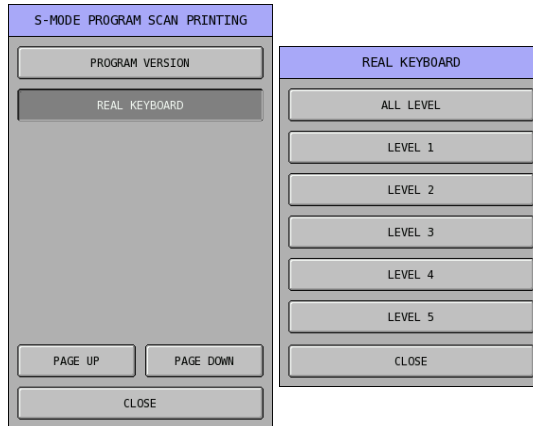 S-MODE PROGRAM SCAN PRINTING
PROGRAM VERSION
REAL KEYBOARD
PAGE UP
PAGE DOWN
CLOSE
REAL KEYBOARD
ALL LEVEL
LEVEL 1
LEVEL 2
LEVEL 3
LEVEL 4
LEVEL 5
CLOSE